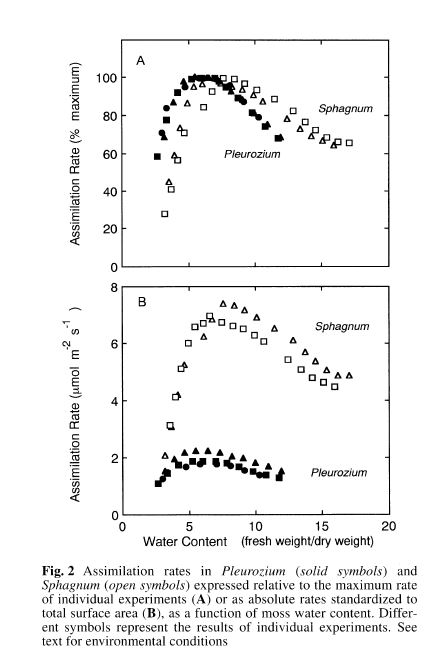 A
100
80
60
40
20
0
Assimilation Rate (% maximum)
Sphagnum
Pleurozium
B
8
6
4
2
0
Assimilation Rate (μmol m⁻² s⁻¹)
Sphagnum
Pleurozium
0 5 10 15 20
Water Content (fresh weight/dry weight)
Fig. 2 Assimilation rates in Pleurozium (solid symbols) and
Sphagnum (open symbols) expressed relative to the maximum rate
of individual experiments (A) or as absolute rates standardized to
total surface area (B), as a function of moss water content. Differ-
ent symbols represent the results of individual experiments. See
text for environmental conditions